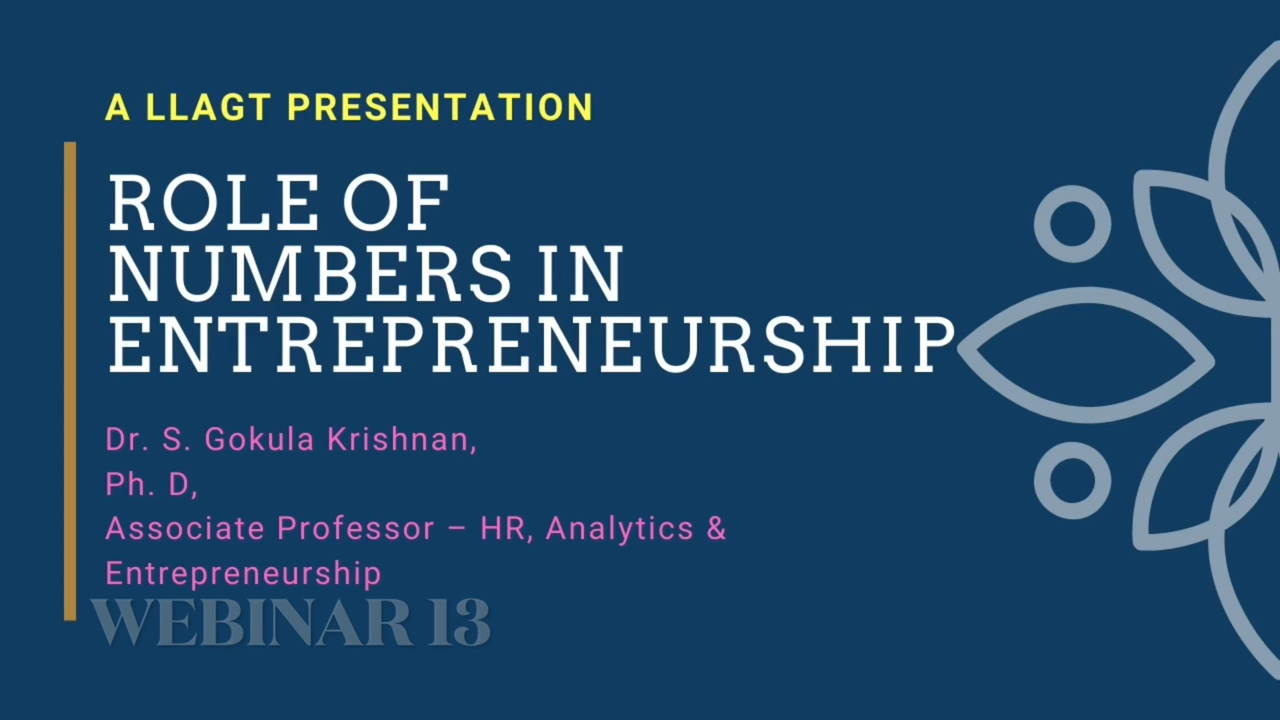 A LLAGT PRESENTATION
ROLE OF
NUMBERS IN
ENTREPRENEURSHIP
Dr. S. Gokula Krishnan,
Ph. D,
Associate Professor – HR, Analytics &
Entrepreneurship
WEBINAR 13